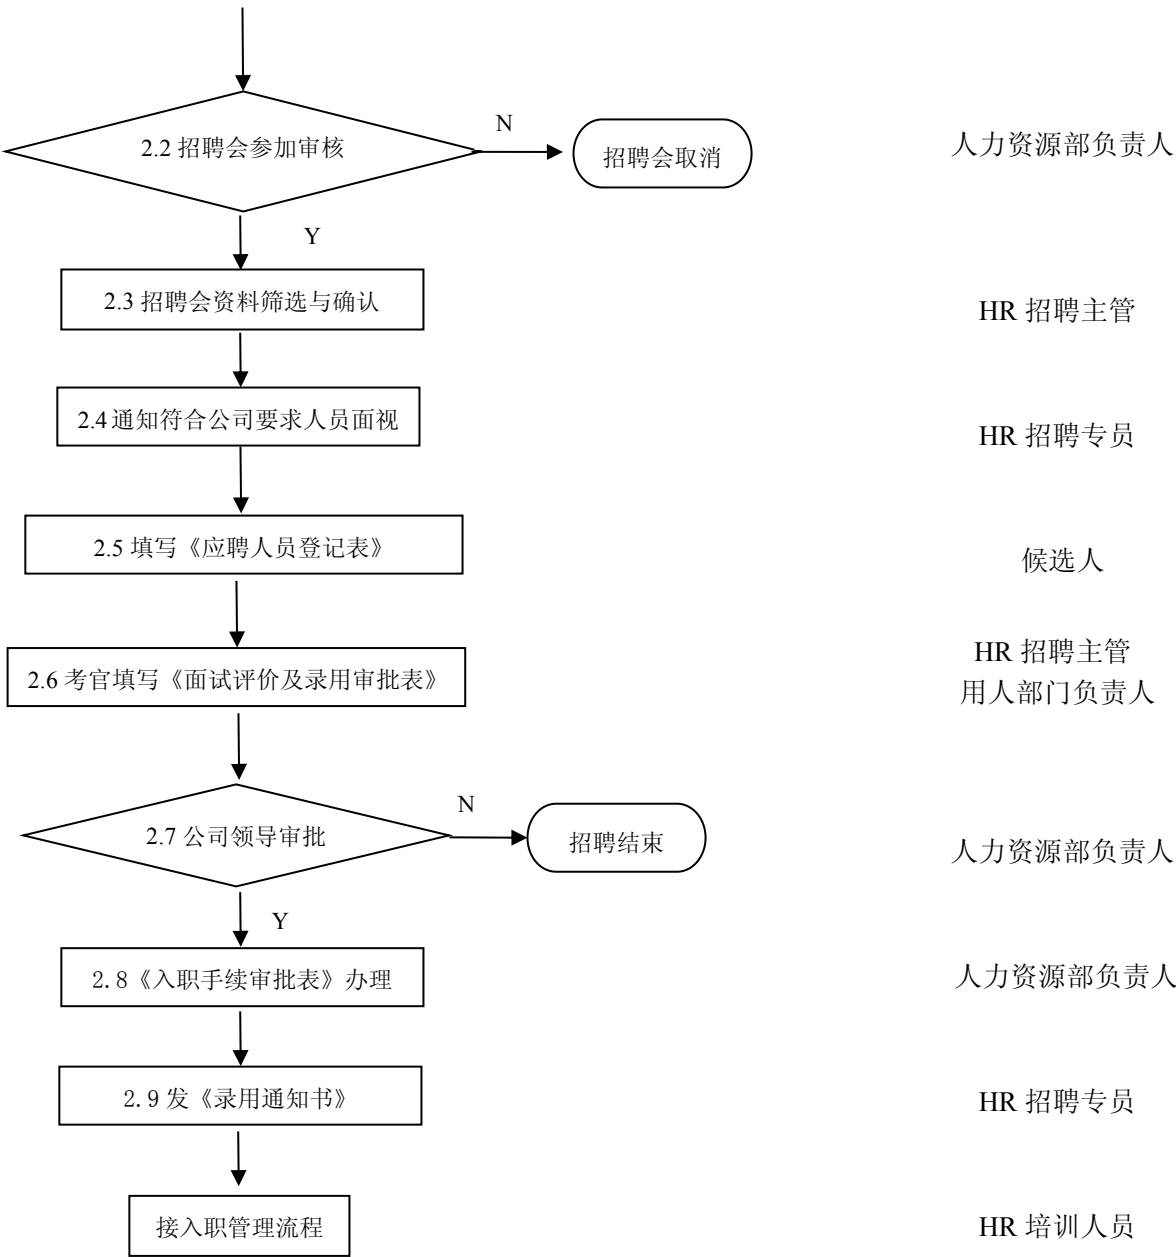 N
2.2 招聘会参加审核
招聘会取消
人力资源部负责人
Y
2.3 招聘会资料筛选与确认
HR 招聘主管
2.4 通知符合公司要求人员面视
HR 招聘专员
2.5 填写《应聘人员登记表》
候选人
HR 招聘主管
2.6 考官填写《面试评价及录用审批表》
用人部门负责人
N
2.7 公司领导审批
招聘结束
人力资源部负责人
Y
2.8《入职手续审批表》办理
人力资源部负责人
2.9 发《录用通知书》
HR 招聘专员
接入职管理流程
HR 培训人员